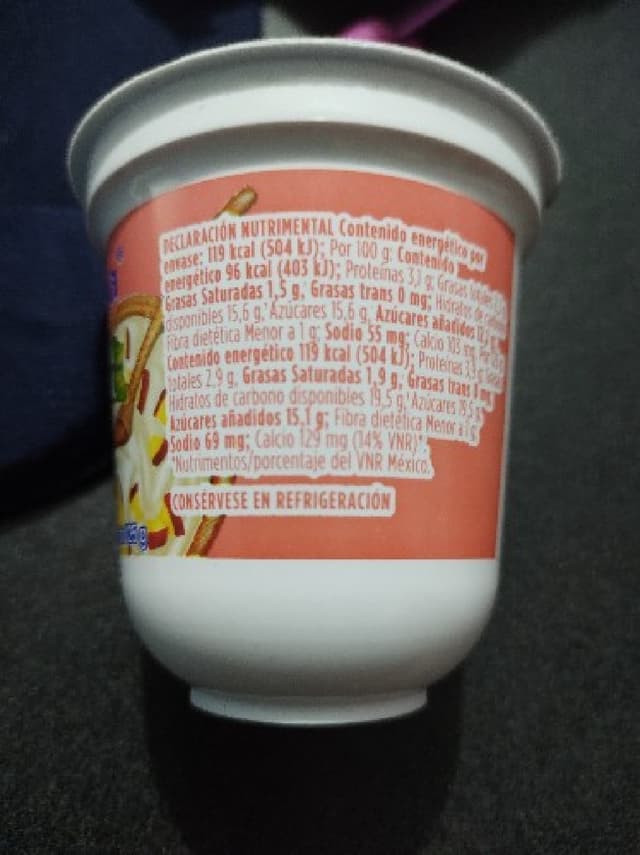 DECLARACIÓN NUTRIMENTAL Contenido energético por
envase: 119 kcal (504 kJ); Por 100 g: Contenido
energético 96 kcal (403 kJ); Proteínas 3,1 g; Grasas
Grasas Saturadas 1,5 g, Grasas trans 0 mg; Hidratos de
disponibles 15,6 g, Azúcares 15,6 g, Azúcares añadidos
Fibra dietética Menor a 1 g; Sodio 55 mg; Calcio 103 mg
Contenido energético 119 kcal (504 kJ); Proteínas
totales 2,9 g, Grasas Saturadas 1,9 g, Grasas trans 0 mg
Hidratos de carbono disponibles 19,5 g, Azúcares 19,5 g
Azúcares añadidos 15,1 g; Fibra dietética Menor a 1 g
Sodio 69 mg; Calcio 129 mg (14% VNR)*.
*Nutrimentos/porcentaje del VNR México.
CONSÉRVESE EN REFRIGERACIÓN